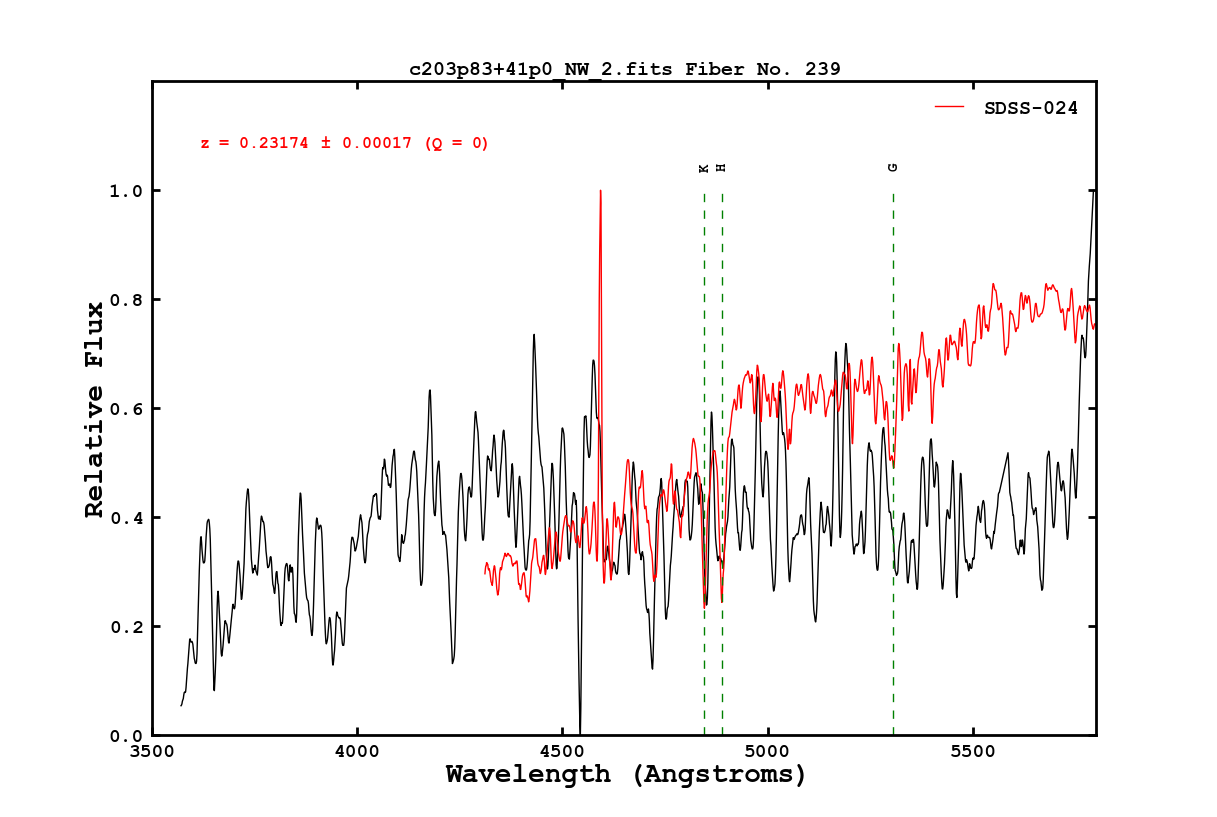 c203p83+41p0_NW_2.fits Fiber No. 239
SDSS-024
z = 0.23174 ± 0.00017 (Q = 0)
K H G
1.0
0.8
0.6
0.4
0.2
0.0
Relative Flux
3500 4000 4500 5000 5500
Wavelength (Angstroms)